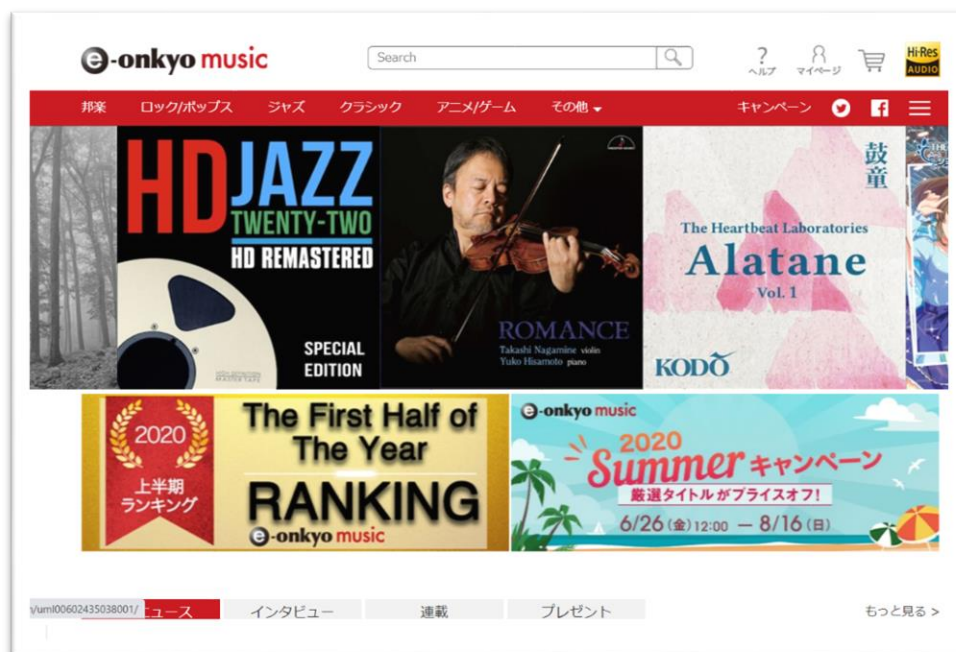 e-onkyo music
Search
ヘルプ
マイページ
Hi-Res
AUDIO
邦楽 ロック/ポップス ジャズ クラシック アニメ/ゲーム その他 キャンペーン
HD JAZZ
TWENTY-TWO
HD REMASTERED
SPECIAL
EDITION
ROMANCE
Takashi Nagamine violin
Yuko Hisamoto piano
鼓童
The Heartbeat Laboratories
Alatane
Vol. 1
KODŌ
2020
上半期
ランキング
The First Half of
The Year
RANKING
e-onkyo music
e-onkyo music
2020
Summer キャンペーン
厳選タイトルがプライスオフ!
6/26(金)12:00 — 8/16(日)
n/uml00602435038001/
ニュース インタビュー 連載 プレゼント もっと見る >